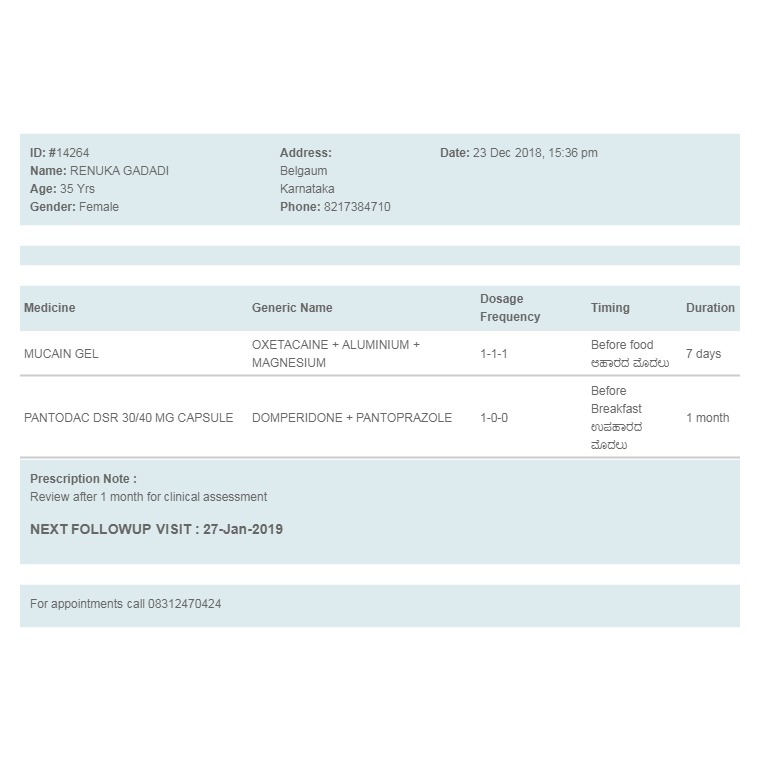 ID: #14264
Name: RENUKA GADADI
Age: 35 Yrs
Gender: Female
Address:
Belgaum
Karnataka
Phone: 8217384710
Date: 23 Dec 2018, 15:36 pm
Medicine Generic Name Dosage Frequency Timing Duration
MUCAIN GEL
OXETACAINE + ALUMINIUM +
MAGNESIUM
1-1-1
Before food
ಆಹಾರದ ಮೊದಲು
7 days
PANTODAC DSR 30/40 MG CAPSULE
DOMPERIDONE + PANTOPRAZOLE
1-0-0
Before
Breakfast
ಉಪಹಾರದ
ಮೊದಲು
1 month
Prescription Note :
Review after 1 month for clinical assessment
NEXT FOLLOWUP VISIT : 27-Jan-2019
For appointments call 08312470424